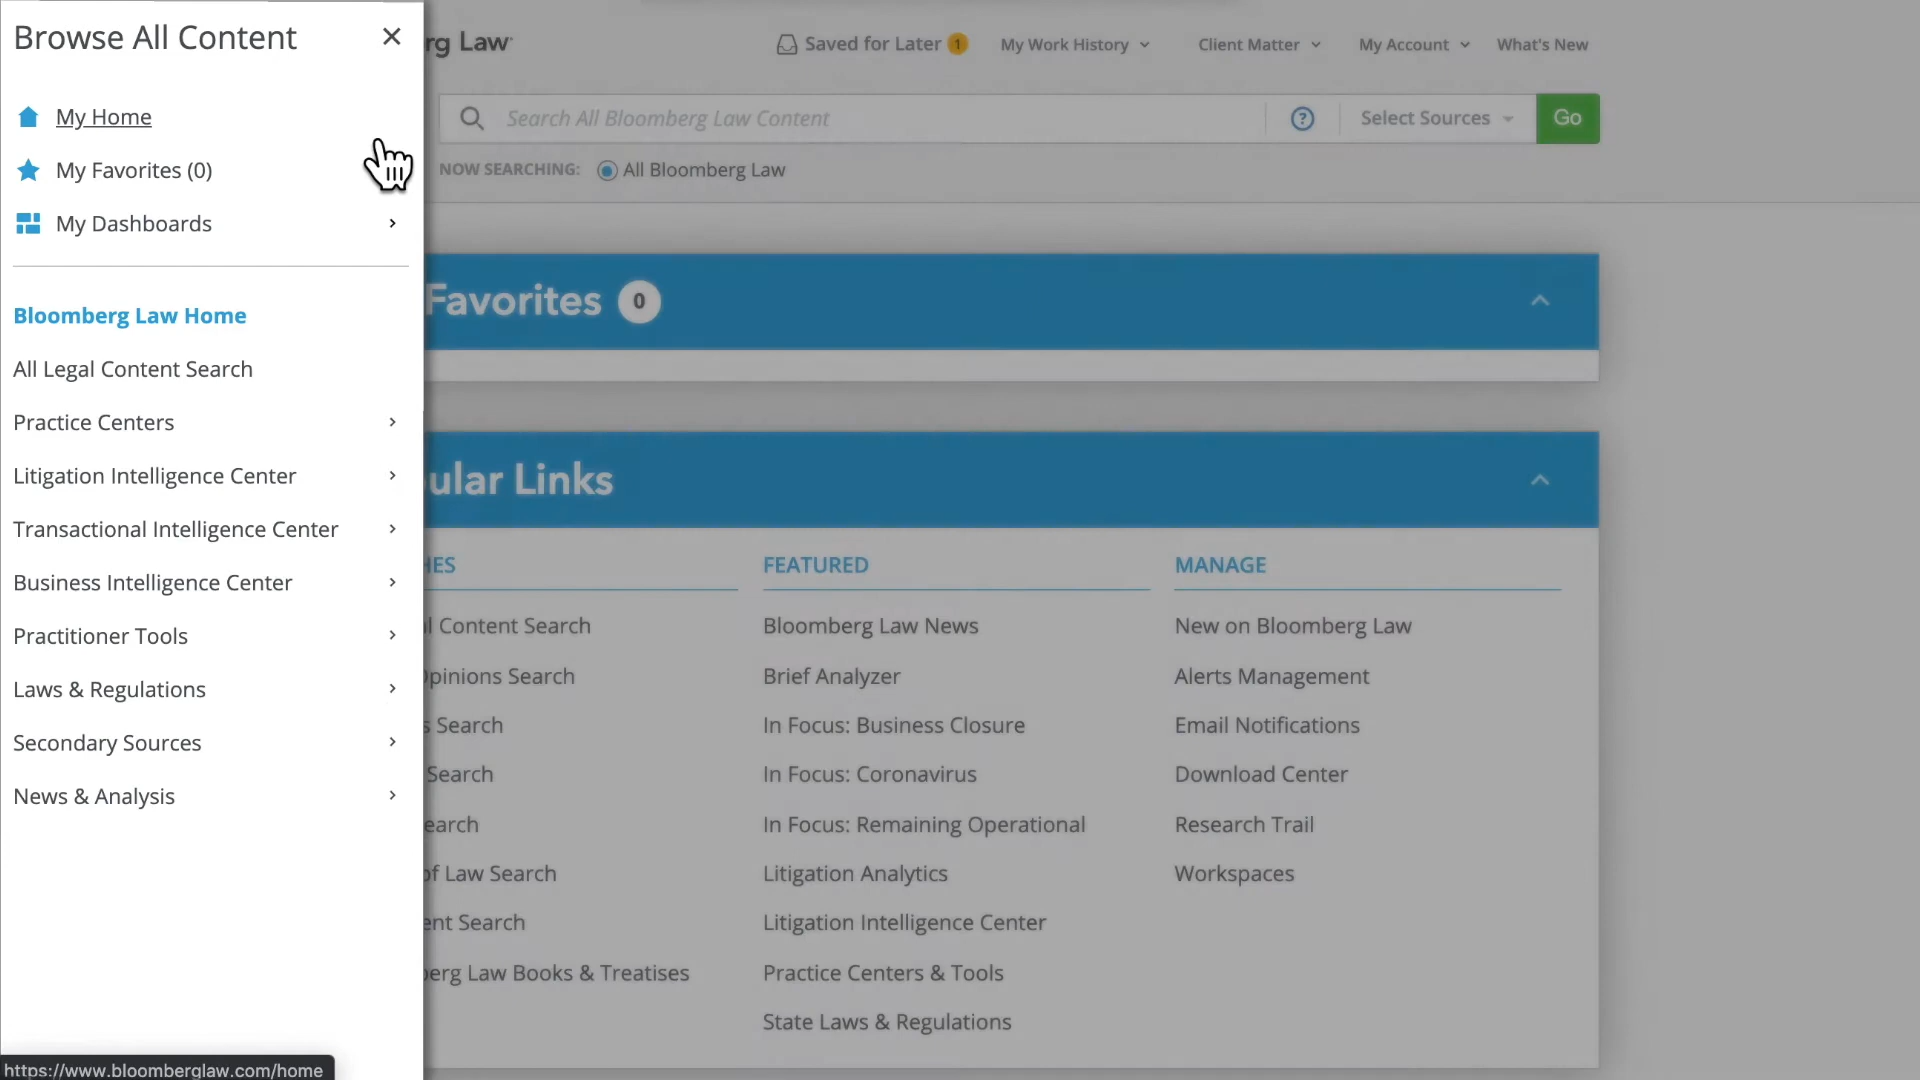 Browse All Content
My Home
My Favorites (0)
My Dashboards
Bloomberg Law Home
All Legal Content Search
Practice Centers
Litigation Intelligence Center
Transactional Intelligence Center
Business Intelligence Center
Practitioner Tools
Laws & Regulations
Secondary Sources
News & Analysis
https://www.bloomberglaw.com/home
rg Law
Saved for Later 1
My Work History
Client Matter
My Account
What's New
Search All Bloomberg Law Content
?
Select Sources
Go
NOW SEARCHING: All Bloomberg Law
Favorites 0
ular Links
HES
l Content Search
pinions Search
s Search
Search
earch
of Law Search
ent Search
erg Law Books & Treatises
FEATURED
Bloomberg Law News
Brief Analyzer
In Focus: Business Closure
In Focus: Coronavirus
In Focus: Remaining Operational
Litigation Analytics
Litigation Intelligence Center
Practice Centers & Tools
State Laws & Regulations
MANAGE
New on Bloomberg Law
Alerts Management
Email Notifications
Download Center
Research Trail
Workspaces